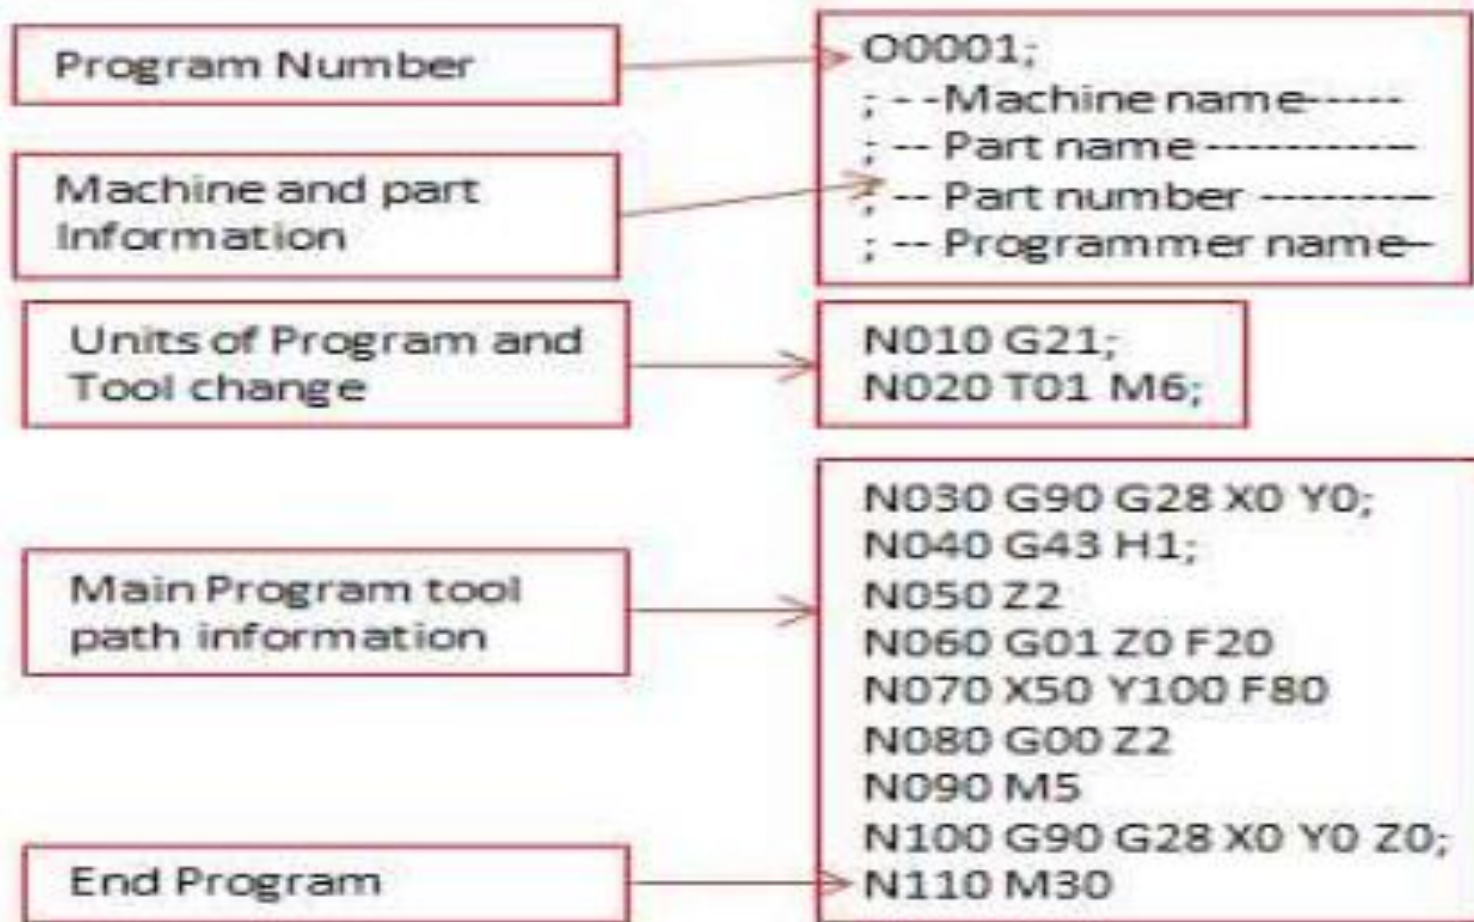 Program Number
O0001;
; --Machine name-----
; -- Part name -----------
; -- Part number ---------
; -- Programmer name--
Machine and part
Information
Units of Program and
Tool change
N010 G21;
N020 T01 M6;
Main Program tool
path information
N030 G90 G28 X0 Y0;
N040 G43 H1;
N050 Z2
N060 G01 Z0 F20
N070 X50 Y100 F80
N080 G00 Z2
N090 M5
N100 G90 G28 X0 Y0 Z0;
End Program
N110 M30